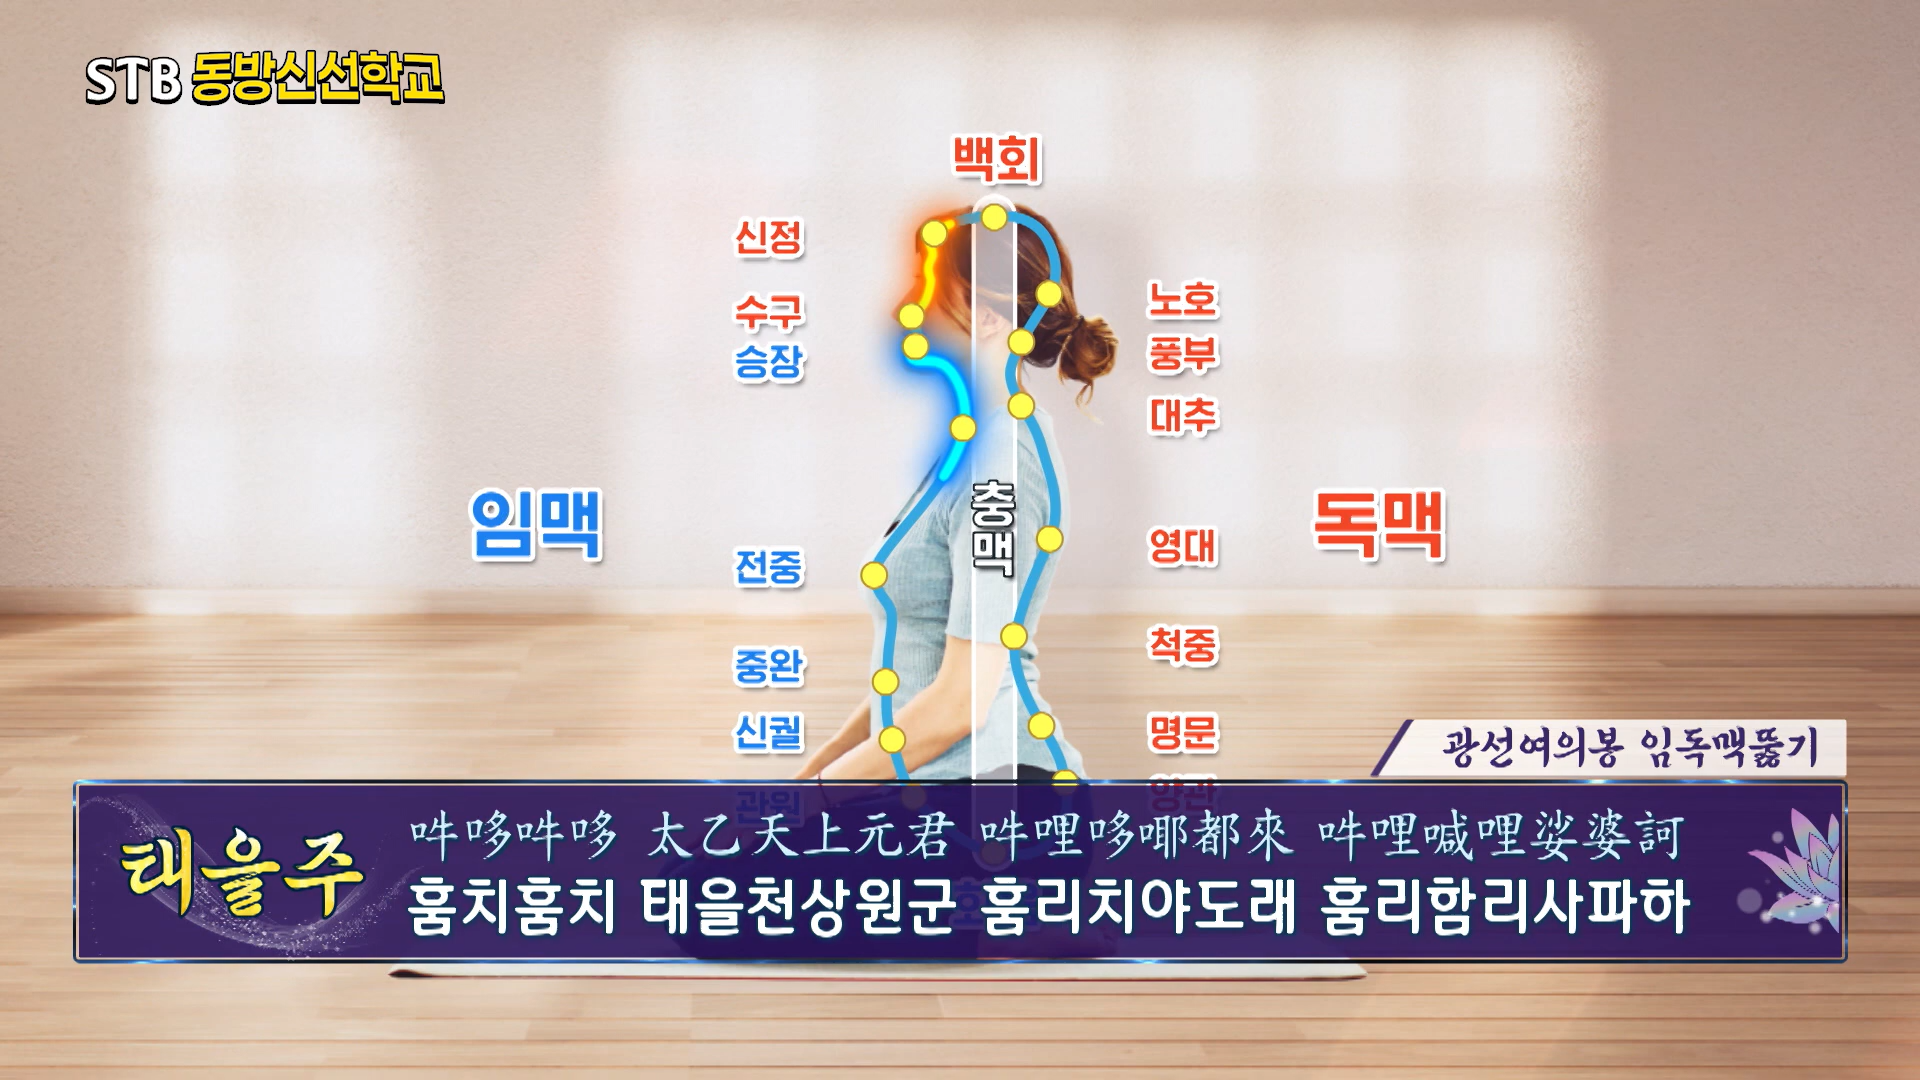 STB 동방신선학교
백회
신정
수구
승장
노호
풍부
대추
임맥
충맥
독맥
전중
영대
중완
척중
신궐
명문
광선여의봉 임독맥뚫기
관원
양관
태을주
吽哆吽哆 太乙天上元君 吽哩哆㖿都來 吽哩喊哩娑婆訶
훔치훔치 태을천상원군 훔리치야도래 훔리함리사파하